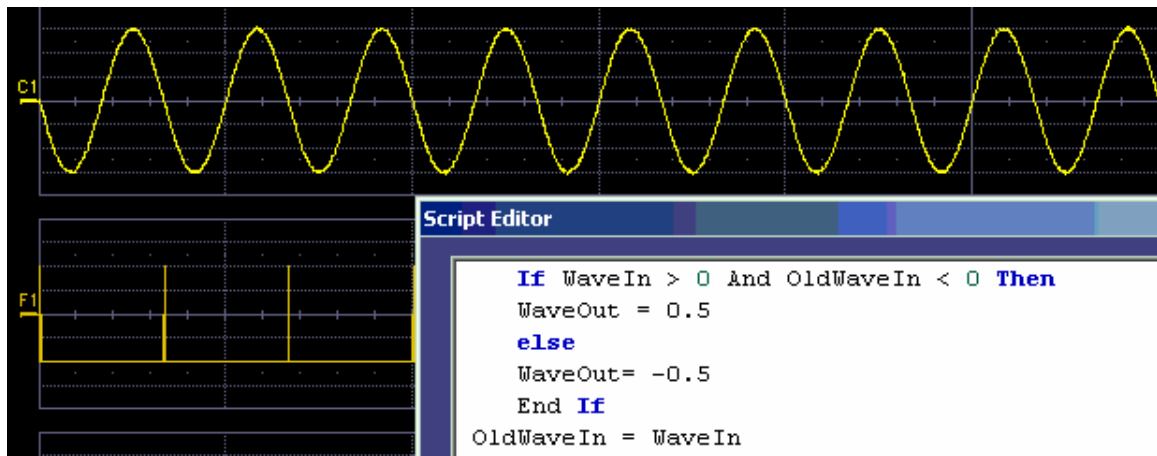 C1
Script Editor
F1
If WaveIn > 0 And OldWaveIn < 0 Then
WaveOut = 0.5
else
WaveOut= -0.5
End If
OldWaveIn = WaveIn